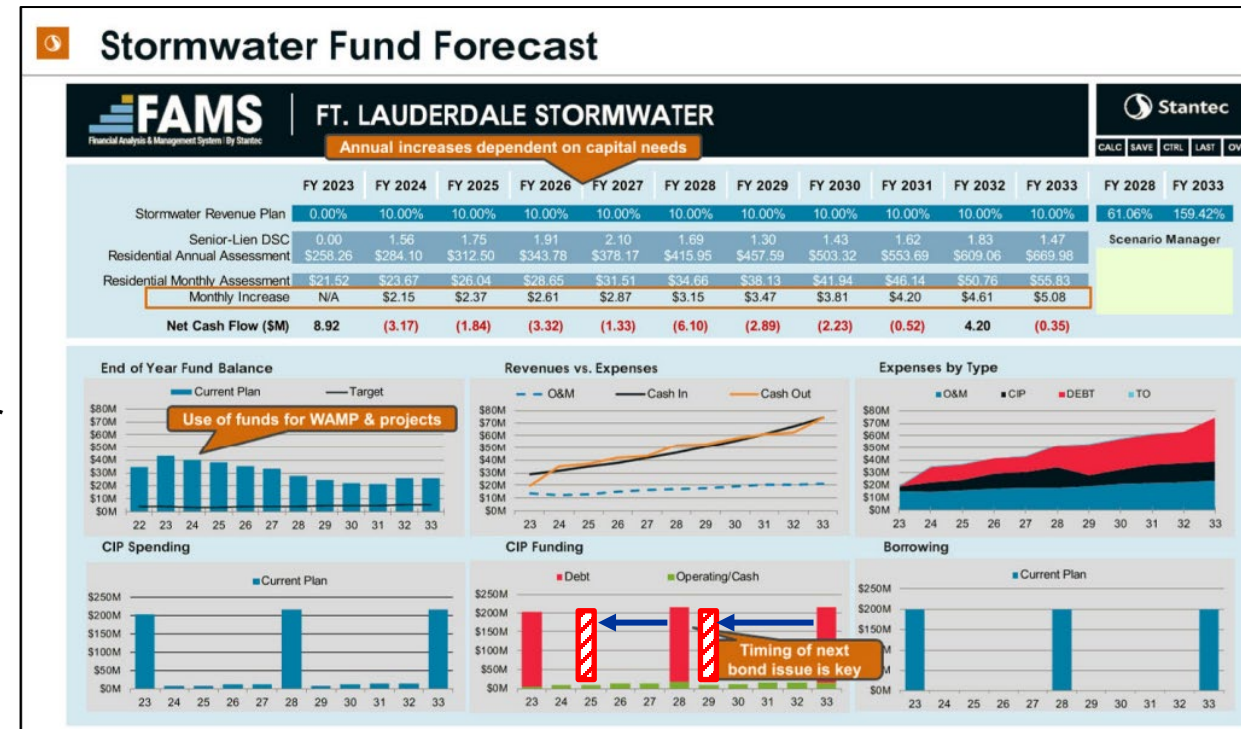 Stormwater Fund Forecast
FAMS
Financial Analysis & Management System | By Stantec
FT. LAUDERDALE STORMWATER
Stantec
Annual increases dependent on capital needs
CALC SAVE CTRL LAST OV
FY 2023 FY 2024 FY 2025 FY 2026 FY 2027 FY 2028 FY 2029 FY 2030 FY 2031 FY 2032 FY 2033 FY 2028 FY 2033
Stormwater Revenue Plan 0.00% 10.00% 10.00% 10.00% 10.00% 10.00% 10.00% 10.00% 10.00% 10.00% 10.00% 61.06% 159.42%
Senior-Lien DSC 0.00 1.56 1.75 1.91 2.10 1.69 1.30 1.43 1.62 1.83 1.47 Scenario Manager
Residential Annual Assessment $258.26 $284.10 $312.50 $343.78 $378.17 $415.95 $457.59 $503.32 $553.69 $609.06 $669.98
Residential Monthly Assessment $21.52 $23.67 $26.04 $28.65 $31.51 $34.66 $38.13 $41.94 $46.14 $50.76 $55.83
Monthly Increase N/A $2.15 $2.37 $2.61 $2.87 $3.15 $3.47 $3.81 $4.20 $4.61 $5.08
Net Cash Flow ($M) 8.92 (3.17) (1.84) (3.32) (1.33) (6.10) (2.89) (2.23) (0.52) 4.20 (0.35)
End of Year Fund Balance
Current Plan Target
Use of funds for WAMP & projects
$80M
$70M
$60M
$50M
$40M
$30M
$20M
$10M
$0M
22 23 24 25 26 27 28 29 30 31 32 33
Revenues vs. Expenses
O&M Cash In Cash Out
$80M
$70M
$60M
$50M
$40M
$30M
$20M
$10M
$0M
23 24 25 26 27 28 29 30 31 32 33
Expenses by Type
O&M CIP DEBT TO
$80M
$70M
$60M
$50M
$40M
$30M
$20M
$10M
$0M
23 24 25 26 27 28 29 30 31 32 33
CIP Spending
Current Plan
$250M
$200M
$150M
$100M
$50M
$0M
23 24 25 26 27 28 29 30 31 32 33
CIP Funding
Debt Operating/Cash
$250M
$200M
$150M
$100M
$50M
$0M
Timing of next
bond issue is key
23 24 25 26 27 28 29 30 31 32 33
Borrowing
Current Plan
$250M
$200M
$150M
M
M
$0M
23 24 25 26 27 28 29 30 31 32 33